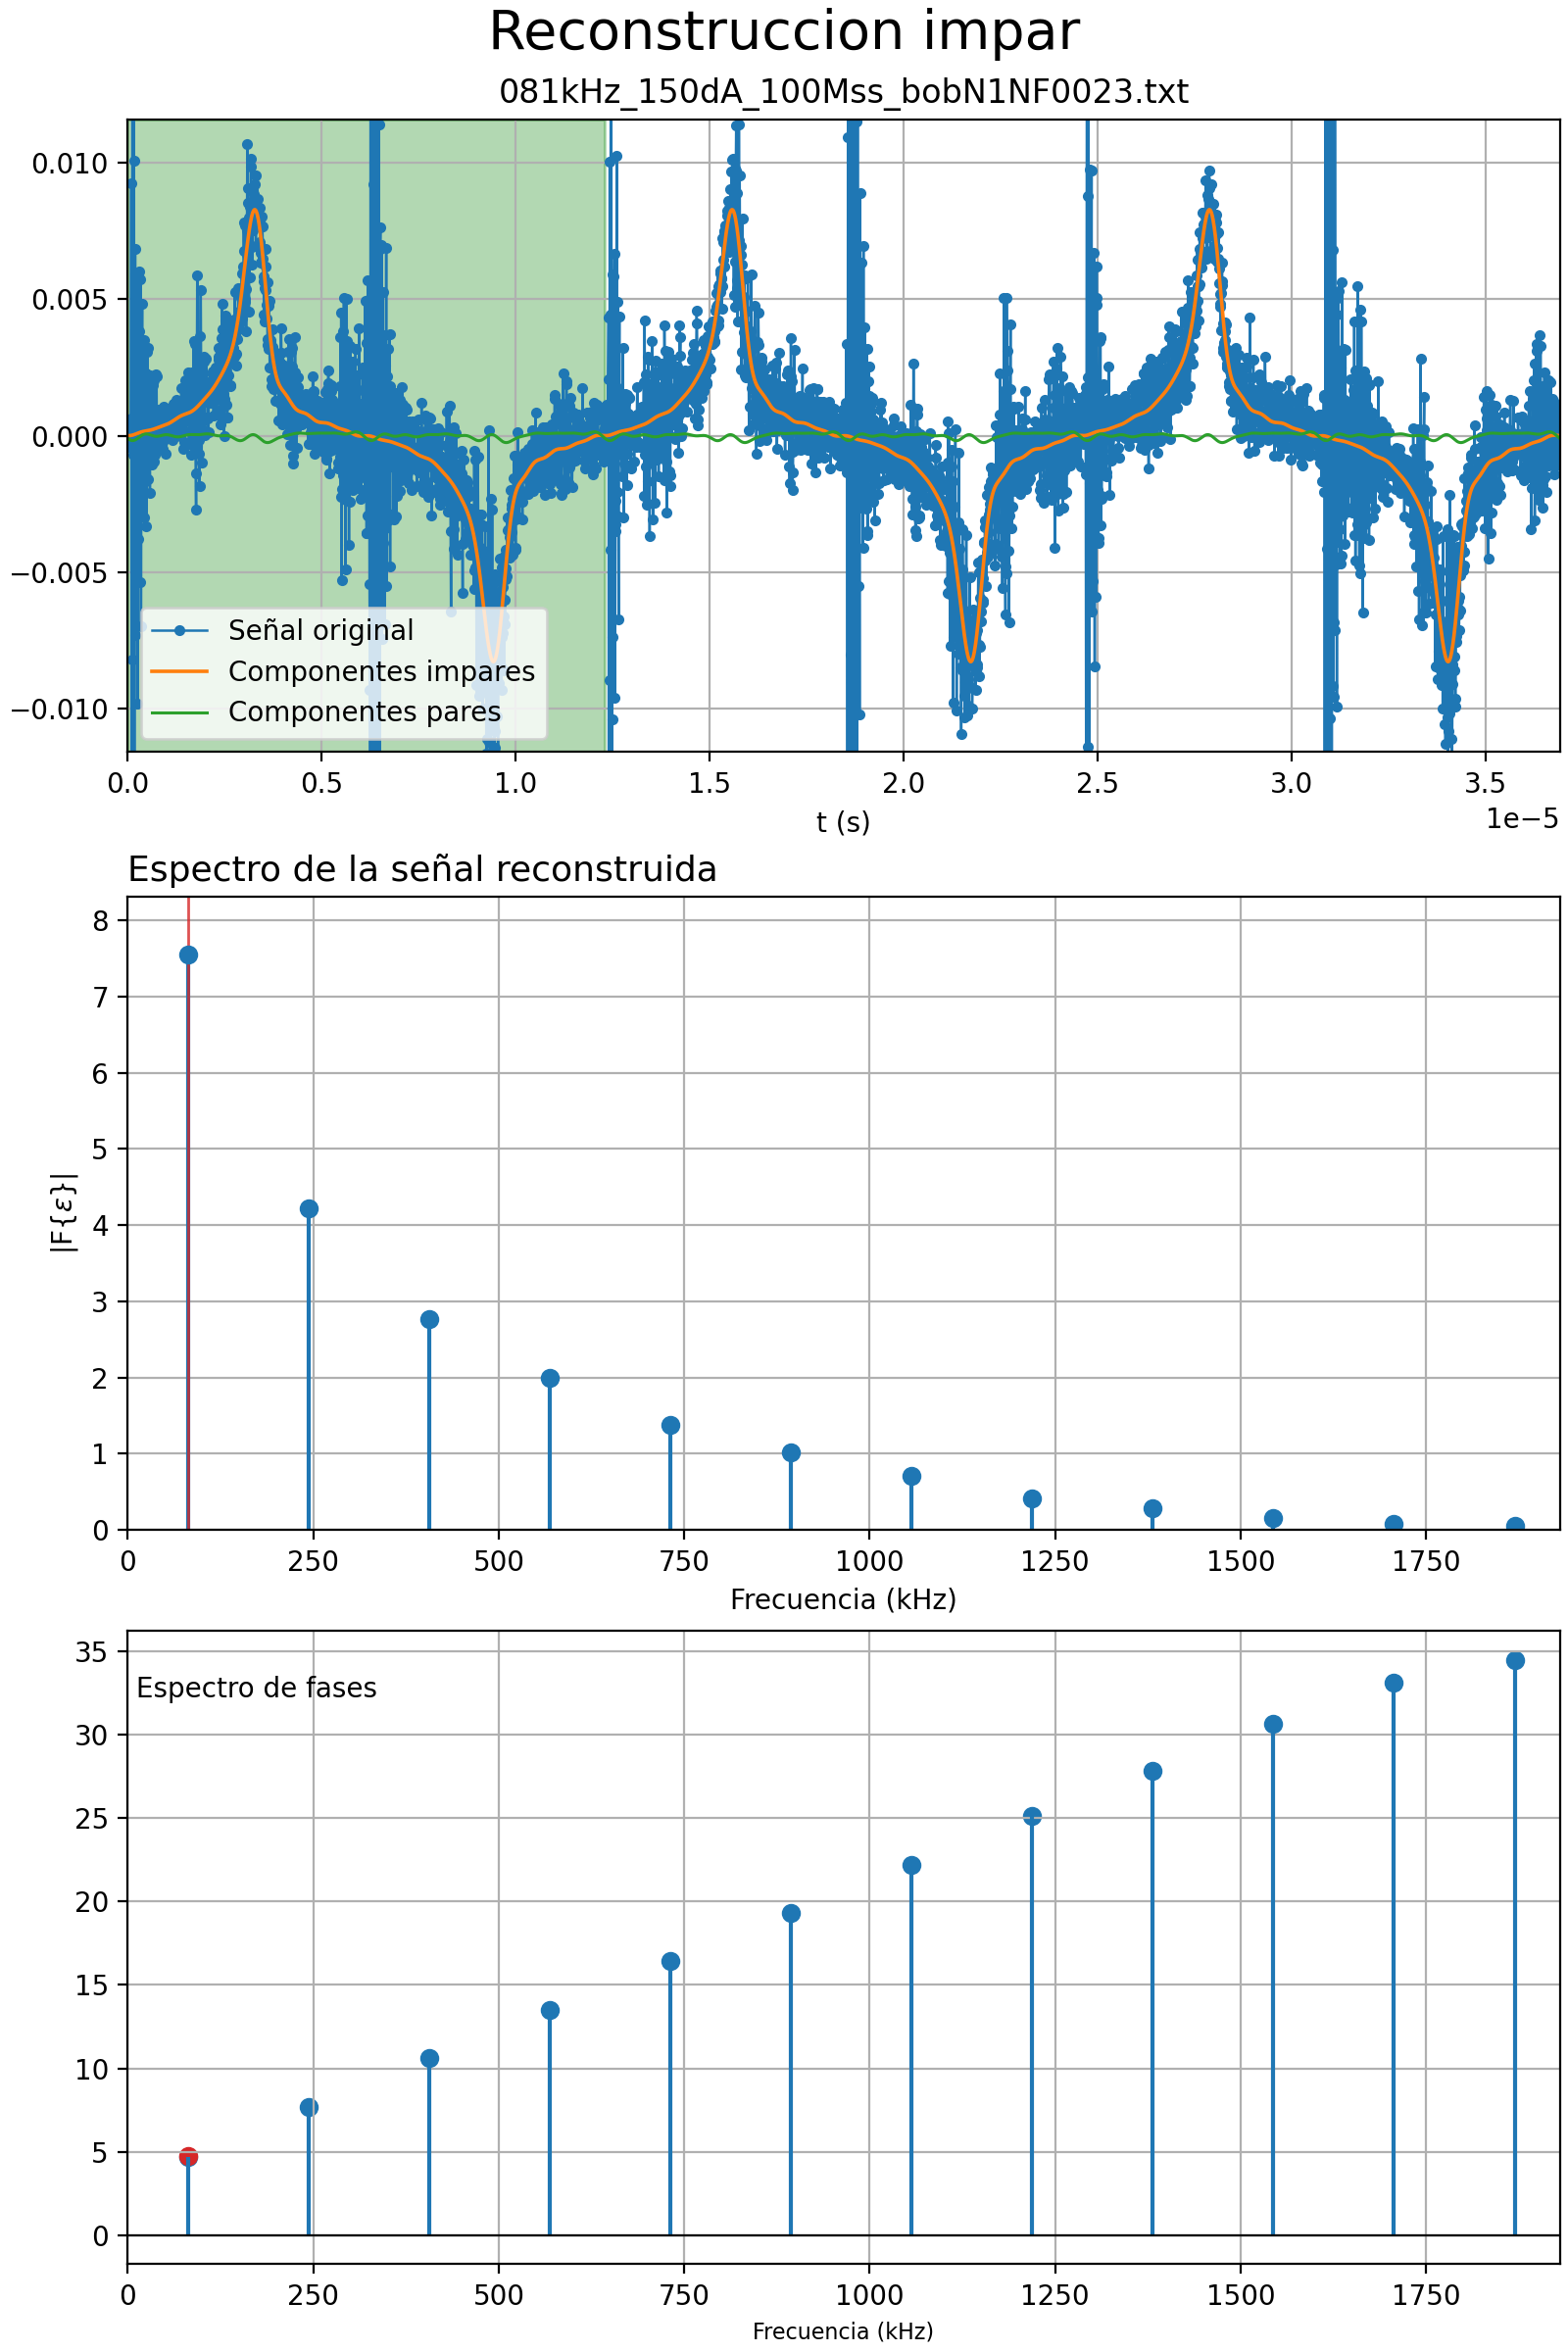 Reconstruccion impar
081kHz_150dA_100Mss_bobN1NF0023.txt
0.010
0.005
0.000
−0.005
−0.010
Señal original
Componentes impares
Componentes pares
0.0 0.5 1.0 1.5 2.0 2.5 3.0 3.5
t (s)
1e−5
Espectro de la señal reconstruida
8
7
6
5
4
3
2
1
0
|F{ε}|
0 250 500 750 1000 1250 1500 1750
Frecuencia (kHz)
35
Espectro de fases
30
25
20
15
10
5
0
0 250 500 750 1000 1250 1500 1750
Frecuencia (kHz)